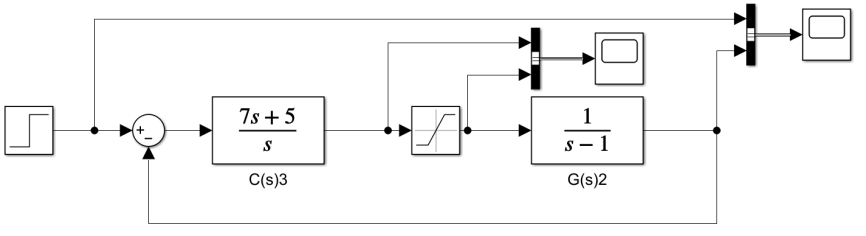 +
−
7s + 5
s
C(s)3
1
s − 1
G(s)2